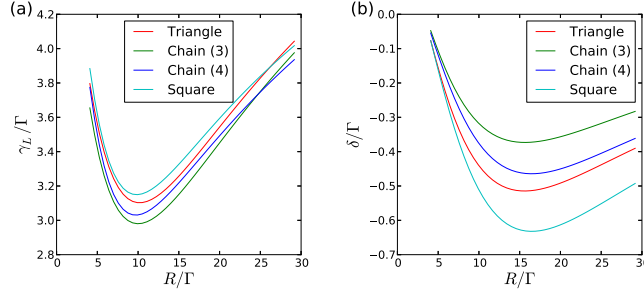 (a)
4.2
4.0
3.8
3.6
3.4
3.2
3.0
2.8
γ_L/Γ
Triangle
Chain (3)
Chain (4)
Square
0 5 10 15 20 25 30
R/Γ
(b)
−0.0
−0.1
−0.2
−0.3
−0.4
−0.5
−0.6
−0.7
δ/Γ
Triangle
Chain (3)
Chain (4)
Square
0 5 10 15 20 25 30
R/Γ